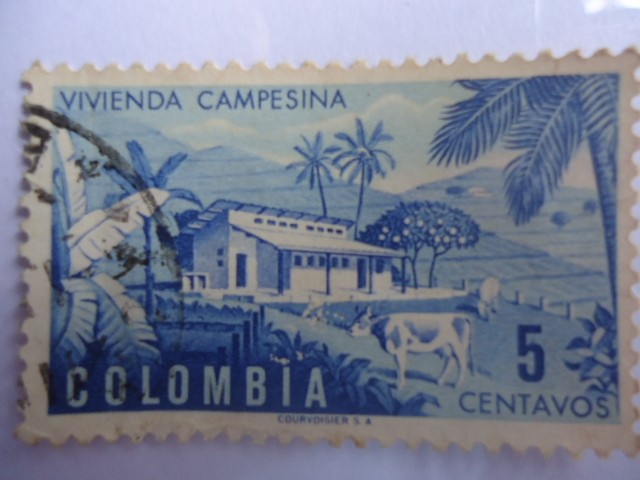 VIVIENDA CAMPESINA
5
COLOMBIA
CENTAVOS
COURVOISIER S.A